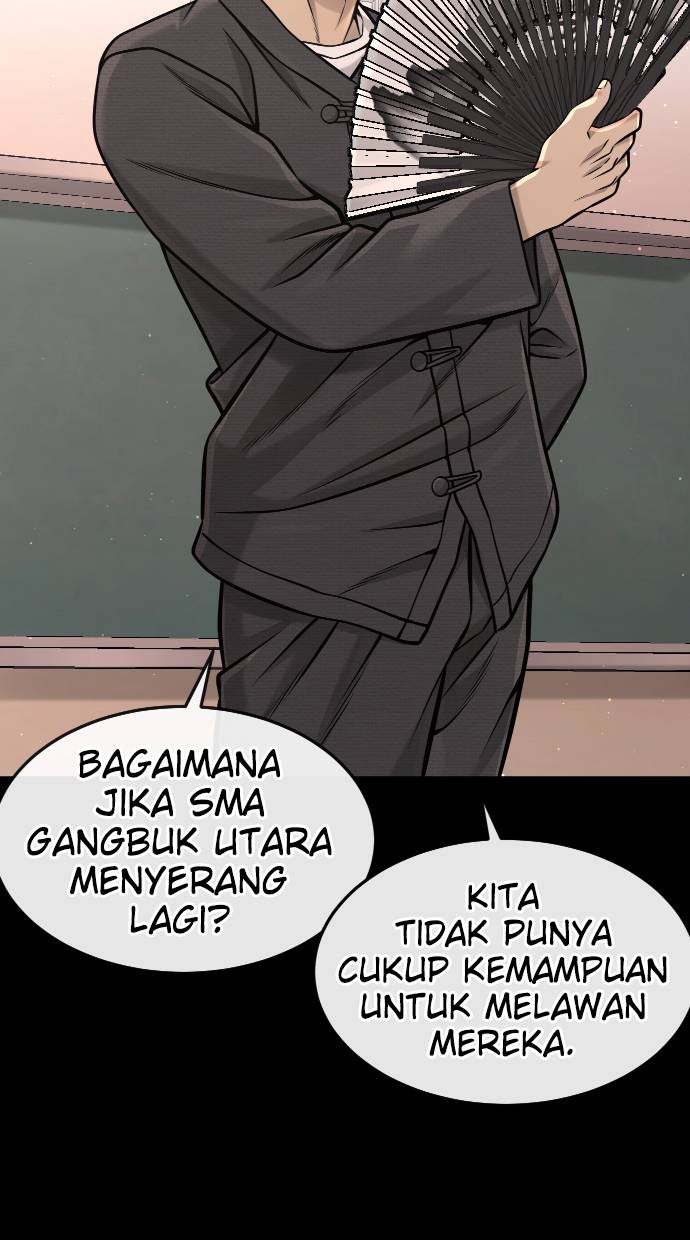 BAGAIMANA
JIKA SMA
GANGBUK UTARA
MENYERANG
LAGI?
KITA
TIDAK PUNYA
CUKUP KEMAMPUAN
UNTUK MELAWAN
MEREKA.